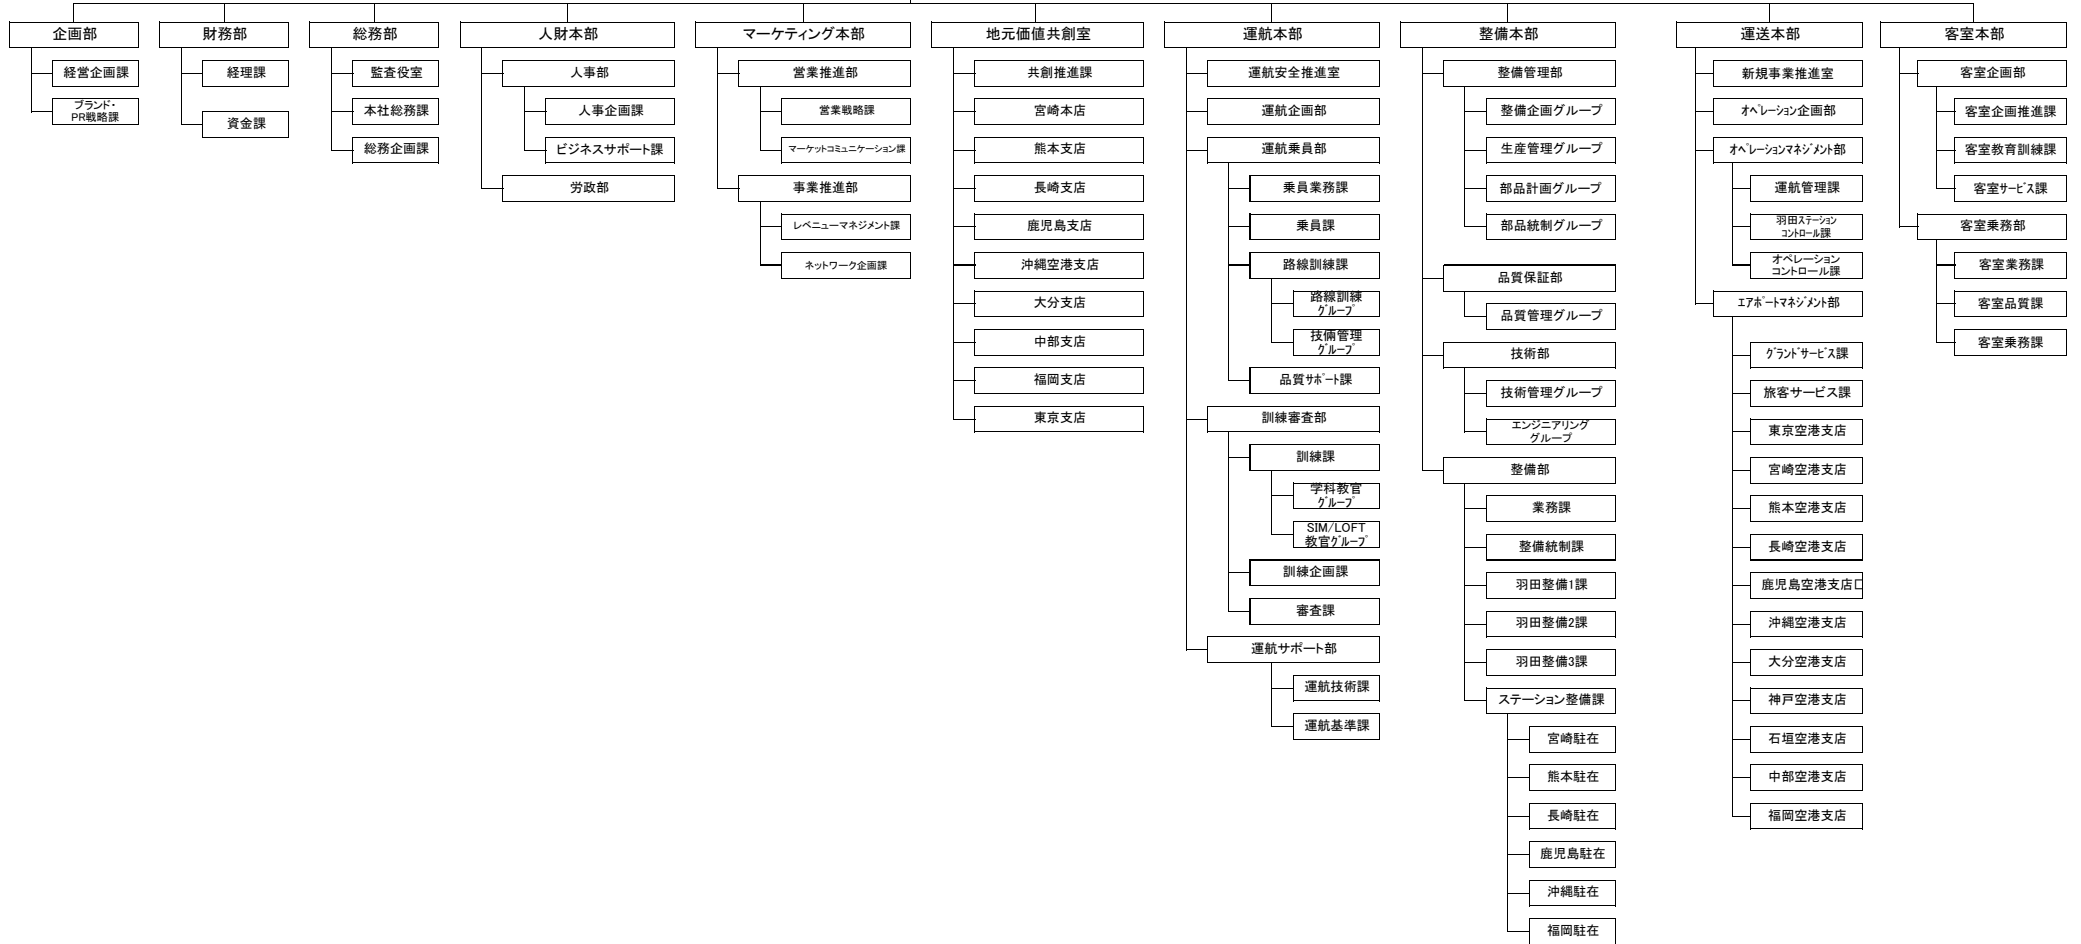 企画部
経営企画課
ブランド・
PR戦略課
財務部
経理課
資金課
総務部
監査役室
本社総務課
総務企画課
人財本部
人事部
人事企画課
ビジネスサポート課
労政部
マーケティング本部
営業推進部
営業戦略課
マーケットコミュニケーション課
事業推進部
レベニューマネジメント課
ネットワーク企画課
地元価値共創室
共創推進課
宮崎本店
熊本支店
長崎支店
鹿児島支店
沖縄空港支店
大分支店
中部支店
福岡支店
東京支店
運航本部
運航安全推進室
運航企画部
運航乗員部
乗員業務課
乗員課
路線訓練課
路線訓練
グループ
技倆管理
グループ
品質サポート課
訓練審査部
訓練課
学科教官
グループ
SIM/LOFT
教官グループ
訓練企画課
審査課
運航サポート部
運航技術課
運航基準課
整備本部
整備管理部
整備企画グループ
生産管理グループ
部品計画グループ
部品統制グループ
品質保証部
品質管理グループ
技術部
技術管理グループ
エンジニアリング
グループ
整備部
業務課
整備統制課
羽田整備1課
羽田整備2課
羽田整備3課
ステーション整備課
宮崎駐在
熊本駐在
長崎駐在
鹿児島駐在
沖縄駐在
福岡駐在
運送本部
新規事業推進室
オペレーション企画部
オペレーションマネジメント部
運航管理課
羽田ステーション
コントロール課
オペレーション
コントロール課
エアポートマネジメント部
グランドサービス課
旅客サービス課
東京空港支店
宮崎空港支店
熊本空港支店
長崎空港支店
鹿児島空港支店口
沖縄空港支店
大分空港支店
神戸空港支店
石垣空港支店
中部空港支店
福岡空港支店
客室本部
客室企画部
客室企画推進課
客室教育訓練課
客室サービス課
客室乗務部
客室業務課
客室品質課
客室乗務課